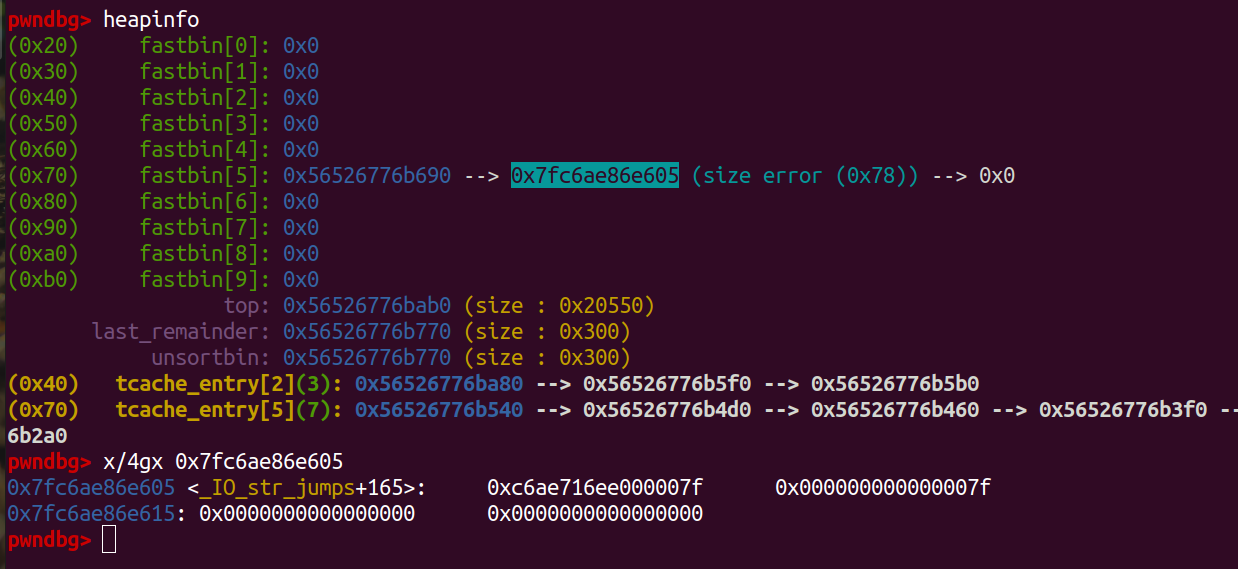 pwndbg> heapinfo
(0x20)     fastbin[0]: 0x0
(0x30)     fastbin[1]: 0x0
(0x40)     fastbin[2]: 0x0
(0x50)     fastbin[3]: 0x0
(0x60)     fastbin[4]: 0x0
(0x70)     fastbin[5]: 0x56526776b690 --> 0x7fc6ae86e605 (size error (0x78)) --> 0x0
(0x80)     fastbin[6]: 0x0
(0x90)     fastbin[7]: 0x0
(0xa0)     fastbin[8]: 0x0
(0xb0)     fastbin[9]: 0x0
top: 0x56526776bab0 (size : 0x20550)
last_remainder: 0x56526776b770 (size : 0x300)
unsortbin: 0x56526776b770 (size : 0x300)
(0x40)   tcache_entry[2](3): 0x56526776ba80 --> 0x56526776b5f0 --> 0x56526776b5b0
(0x70)   tcache_entry[5](7): 0x56526776b540 --> 0x56526776b4d0 --> 0x56526776b460 --> 0x56526776b3f0 --
6b2a0
pwndbg> x/4gx 0x7fc6ae86e605
0x7fc6ae86e605 <_IO_str_jumps+165>:     0xc6ae716ee000007f      0x000000000000007f
0x7fc6ae86e615: 0x0000000000000000      0x0000000000000000
pwndbg>